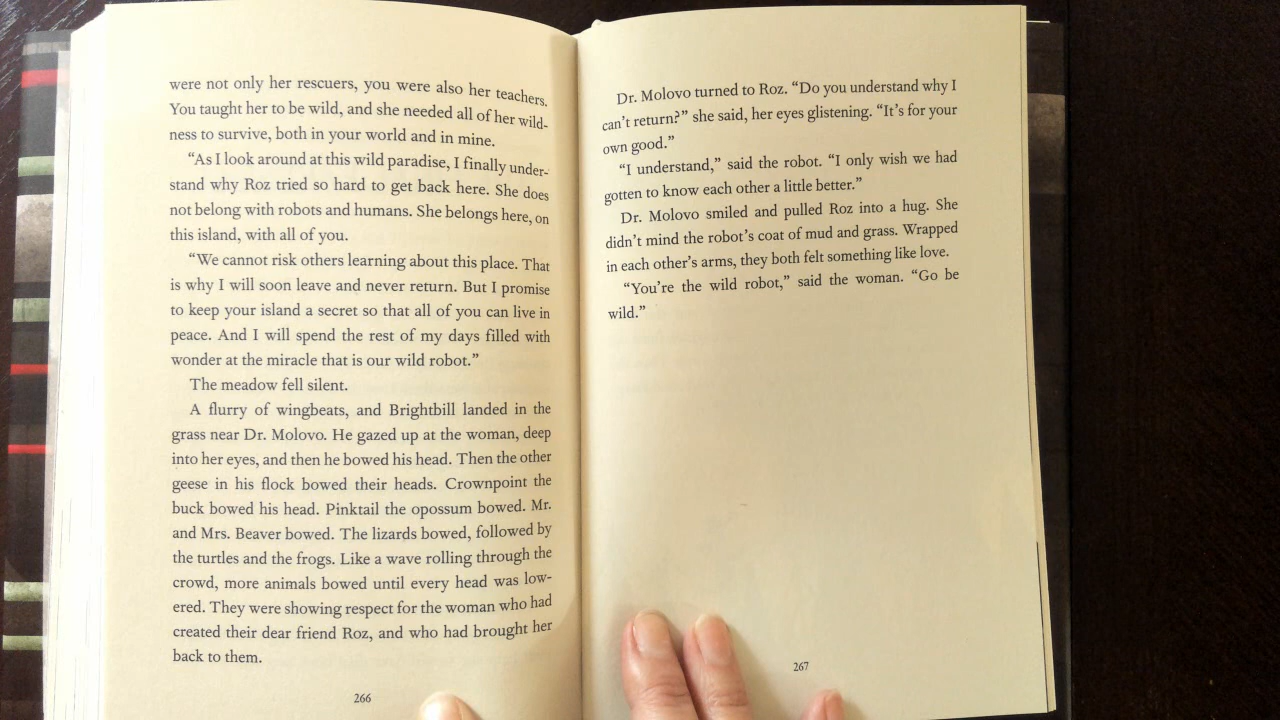 were not only her rescuers, you were also her teachers.
You taught her to be wild, and she needed all of her wild-
ness to survive, both in your world and in mine.
“As I look around at this wild paradise, I finally under-
stand why Roz tried so hard to get back here. She does
not belong with robots and humans. She belongs here, on
this island, with all of you.
“We cannot risk others learning about this place. That
is why I will soon leave and never return. But I promise
to keep your island a secret so that all of you can live in
peace. And I will spend the rest of my days filled with
wonder at the miracle that is our wild robot.”
The meadow fell silent.
A flurry of wingbeats, and Brightbill landed in the
grass near Dr. Molovo. He gazed up at the woman, deep
into her eyes, and then he bowed his head. Then the other
geese in his flock bowed their heads. Crownpoint the
buck bowed his head. Pinktail the opossum bowed. Mr.
and Mrs. Beaver bowed. The lizards bowed, followed by
the turtles and the frogs. Like a wave rolling through the
crowd, more animals bowed until every head was low-
ered. They were showing respect for the woman who had
created their dear friend Roz, and who had brought her
back to them.
266
Dr. Molovo turned to Roz. “Do you understand why I
can’t return?” she said, her eyes glistening. “It’s for your
own good.”
“I understand,” said the robot. “I only wish we had
gotten to know each other a little better.”
Dr. Molovo smiled and pulled Roz into a hug. She
didn’t mind the robot’s coat of mud and grass. Wrapped
in each other’s arms, they both felt something like love.
“You’re the wild robot,” said the woman. “Go be
wild.”
267